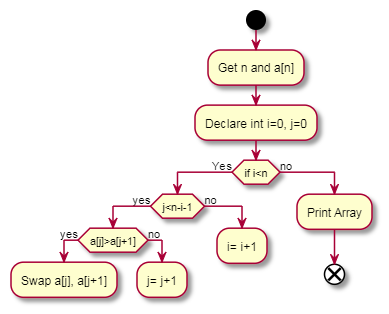 Get n and a[n]
Declare int i=0, j=0
Yes
if i<n
no
yes
j<n-i-1
no
Print Array
yes
a[j]>a[j+1]
no
i= i+1
Swap a[j], a[j+1]
j= j+1